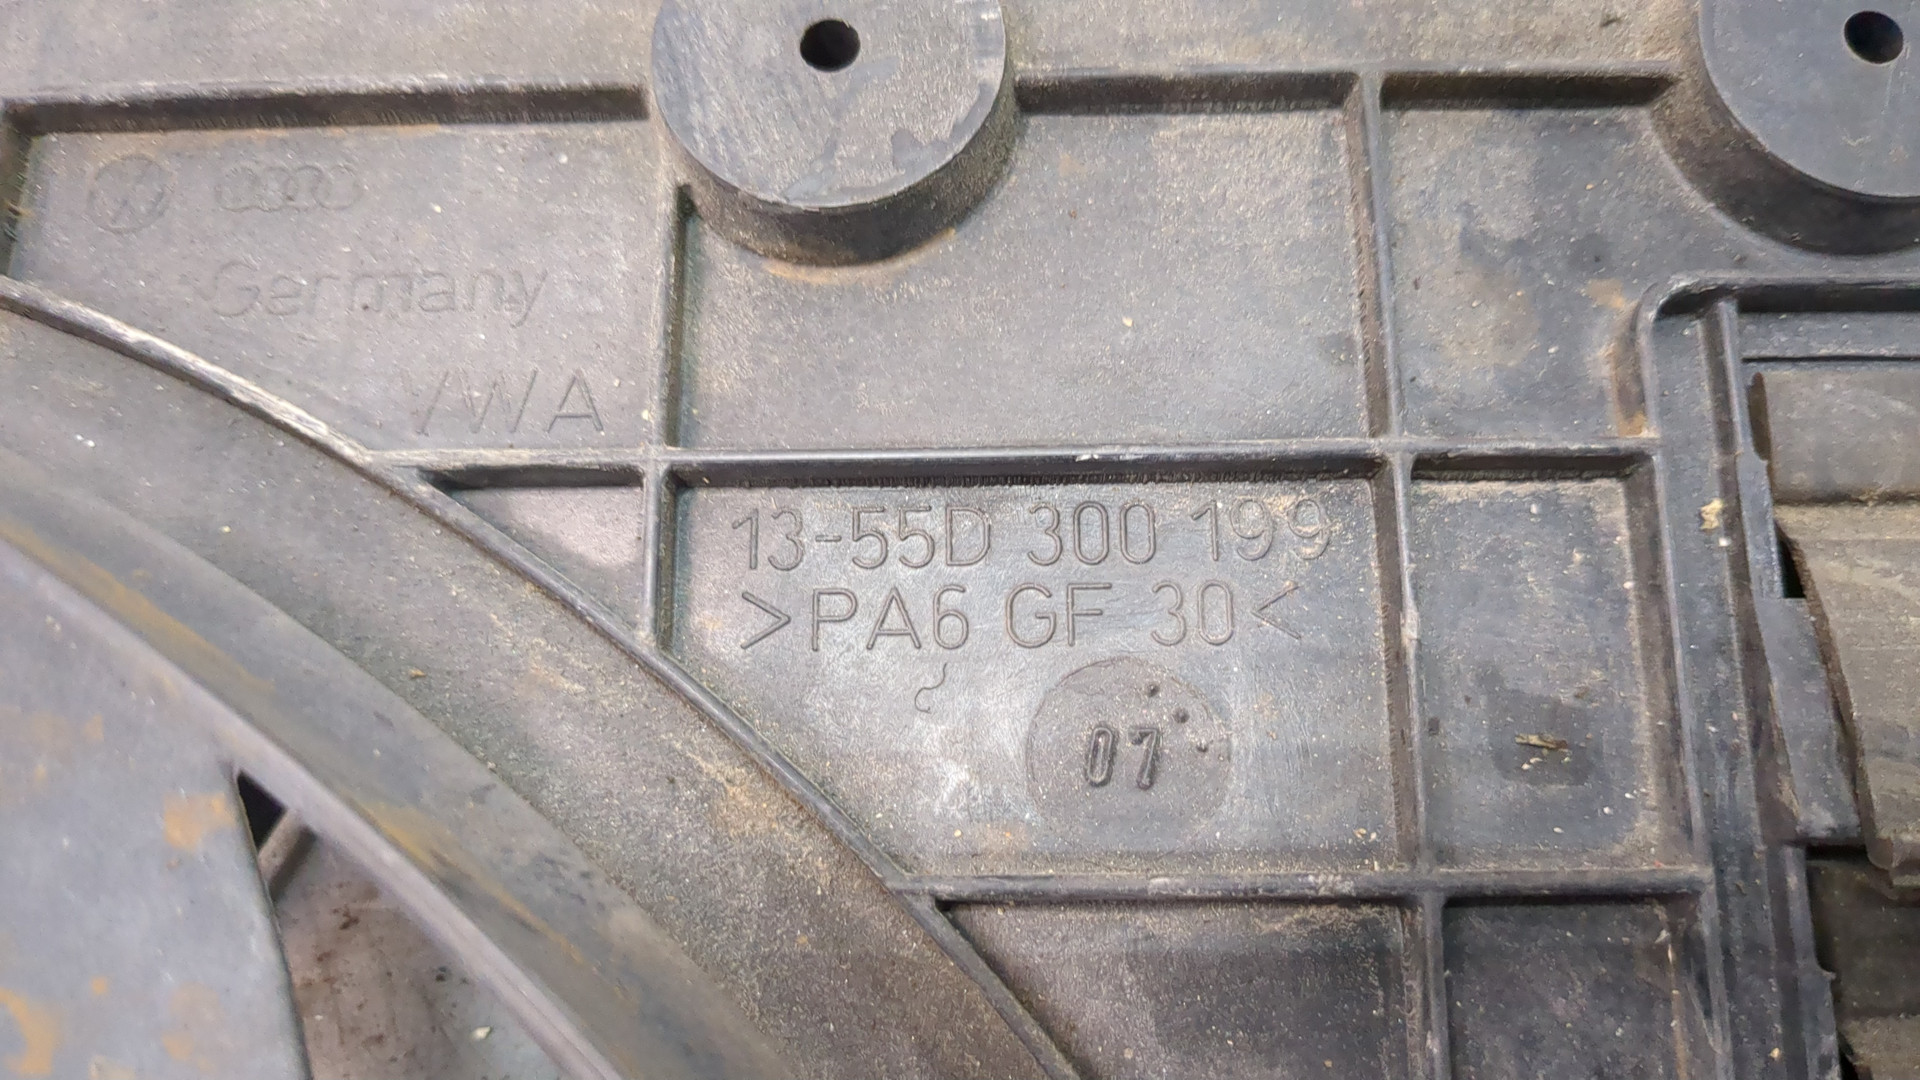 Germany
VWA
13-55D 300 199
>PA6 GF 30<
07